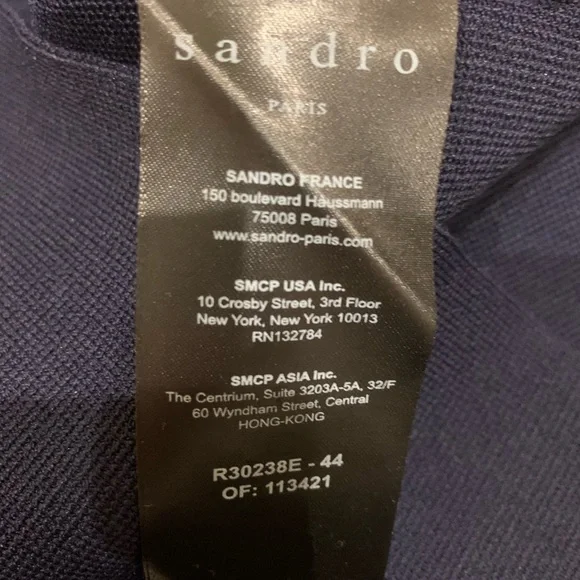 sandro
PARIS
SANDRO FRANCE
150 boulevard Haussmann
75008 Paris
www.sandro-paris.com
SMCP USA Inc.
10 Crosby Street, 3rd Floor
New York, New York 10013
RN132784
SMCP ASIA Inc.
The Centrium, Suite 3203A-5A, 32/F
60 Wyndham Street, Central
HONG-KONG
R30238E - 44
OF: 113421